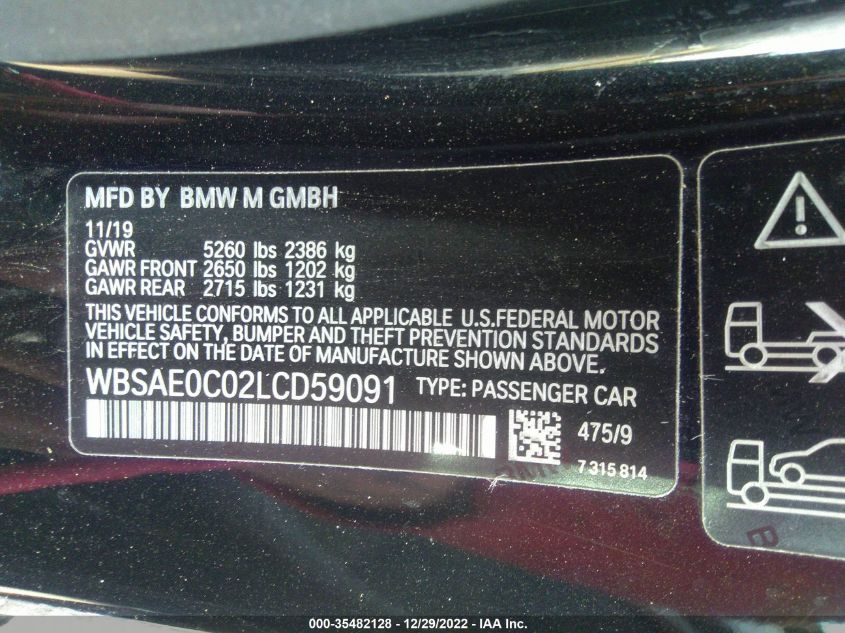 MFD BY BMW M GMBH
11/19
GVWR 5260 lbs 2386 kg
GAWR FRONT 2650 lbs 1202 kg
GAWR REAR 2715 lbs 1231 kg
THIS VEHICLE CONFORMS TO ALL APPLICABLE U.S.FEDERAL MOTOR
VEHICLE SAFETY, BUMPER AND THEFT PREVENTION STANDARDS
IN EFFECT ON THE DATE OF MANUFACTURE SHOWN ABOVE.
WBSAE0C02LCD59091 TYPE: PASSENGER CAR
475/9
7 315 814
000-35482128 - 12/29/2022 - IAA Inc.